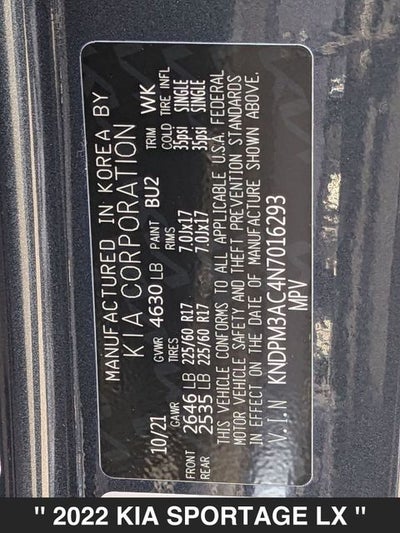 MANUFACTURED IN KOREA BY
KIA CORPORATION
10/21 GVWR 4630 LB PAINT BU2 TRIM WK
GAWR TIRES RIMS COLD TIRE INFL
FRONT 2646 LB 225/60 R17 7.0Jx17 35psi SINGLE
REAR 2535 LB 225/60 R17 7.0Jx17 35psi SINGLE
THIS VEHICLE CONFORMS TO ALL APPLICABLE U.S.A. FEDERAL
MOTOR VEHICLE SAFETY AND THEFT PREVENTION STANDARDS
IN EFFECT ON THE DATE OF MANUFACTURE SHOWN ABOVE.
V.I.N KNDPM3AC4N7016293
MPV
" 2022 KIA SPORTAGE LX "